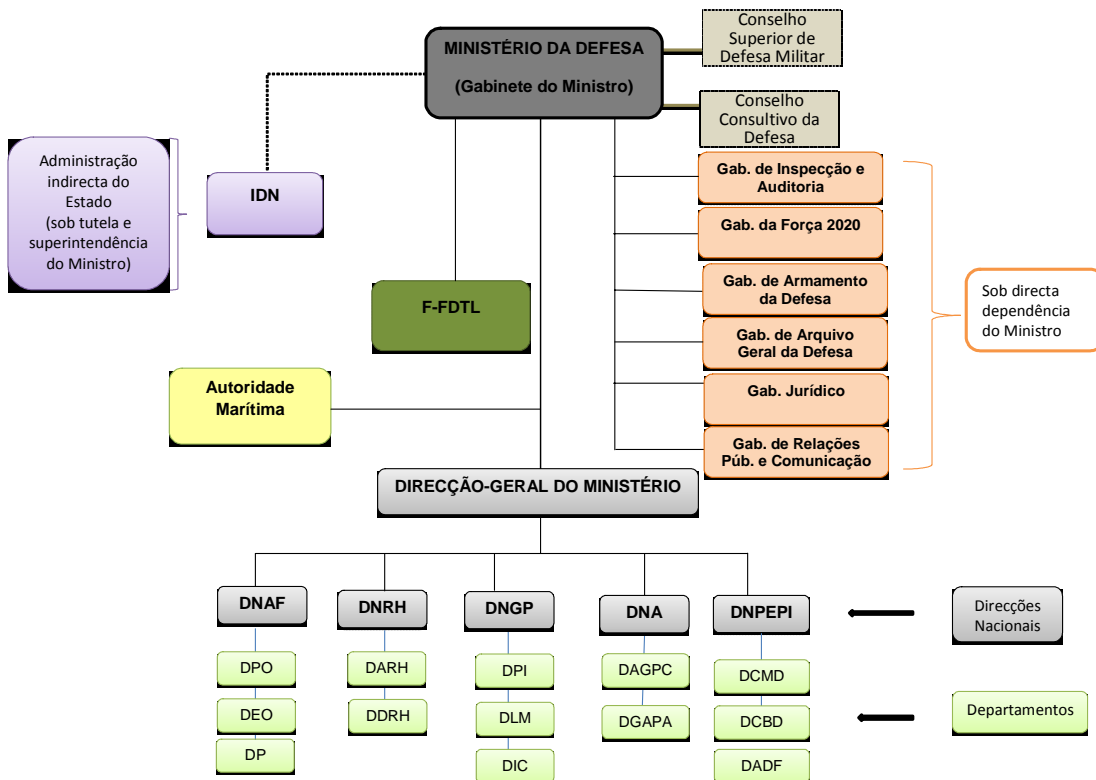 MINISTÉRIO DA DEFESA
(Gabinete do Ministro)
Conselho
Superior de
Defesa Militar
Conselho
Consultivo da
Defesa
Administração
indirecta do
Estado
(sob tutela e
superintendência
do Ministro)
IDN
Gab. de Inspecção e
Auditoria
Gab. da Força 2020
Gab. de Armamento
da Defesa
Gab. de Arquivo
Geral da Defesa
Gab. Jurídico
Gab. de Relações
Púb. e Comunicação
Sob directa
dependência
do Ministro
F-FDTL
Autoridade
Marítima
DIRECÇÃO-GERAL DO MINISTÉRIO
DNAF
DNRH
DNGP
DNA
DNPEPI
Direcções
Nacionais
DPO
DARH
DPI
DAGPC
DCMD
DEO
DDRH
DLM
DGAPA
DCBD
Departamentos
DP
DIC
DADF